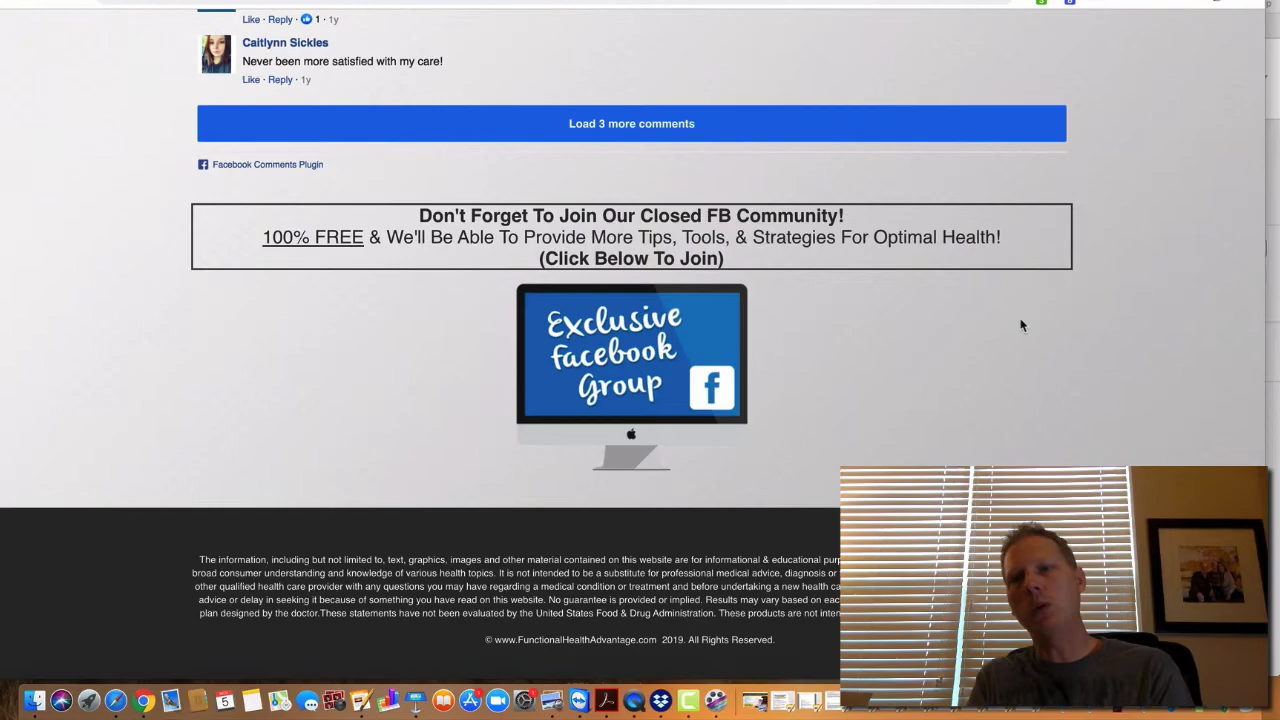 Like · Reply · 1 · 1y
Caitlynn Sickles
Never been more satisfied with my care!
Like · Reply · 1y
Load 3 more comments
Facebook Comments Plugin
Don't Forget To Join Our Closed FB Community!
100% FREE & We'll Be Able To Provide More Tips, Tools, & Strategies For Optimal Health!
(Click Below To Join)
Exclusive
Facebook
Group
f
The information, including but not limited to, text, graphics, images and other material contained on this website are for informational & educational
broad consumer understanding and knowledge of various health topics. It is not intended to be a substitute for professional medical advice, diagnosis or
other qualified health care provider with any questions you may have regarding a medical condition or treatment and before undertaking a new health
advice or delay in seeking it because of something you have read on this website. No guarantee is provided or implied. Results may vary based on each
plan designed by the doctor.These statements have not been evaluated by the United States Food & Drug Administration. These products are not
© www.FunctionalHealthAdvantage.com 2019. All Rights Reserved.
5